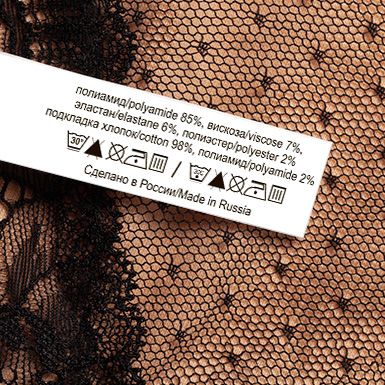 полиамид/polyamide 85%, вискоза/viscose 7%,
эластан/elastane 6%, полиэстер/polyester 2%
подкладка хлопок/cotton 98%, полиамид/polyamide 2%
30° /
Сделано в России/Made in Russia